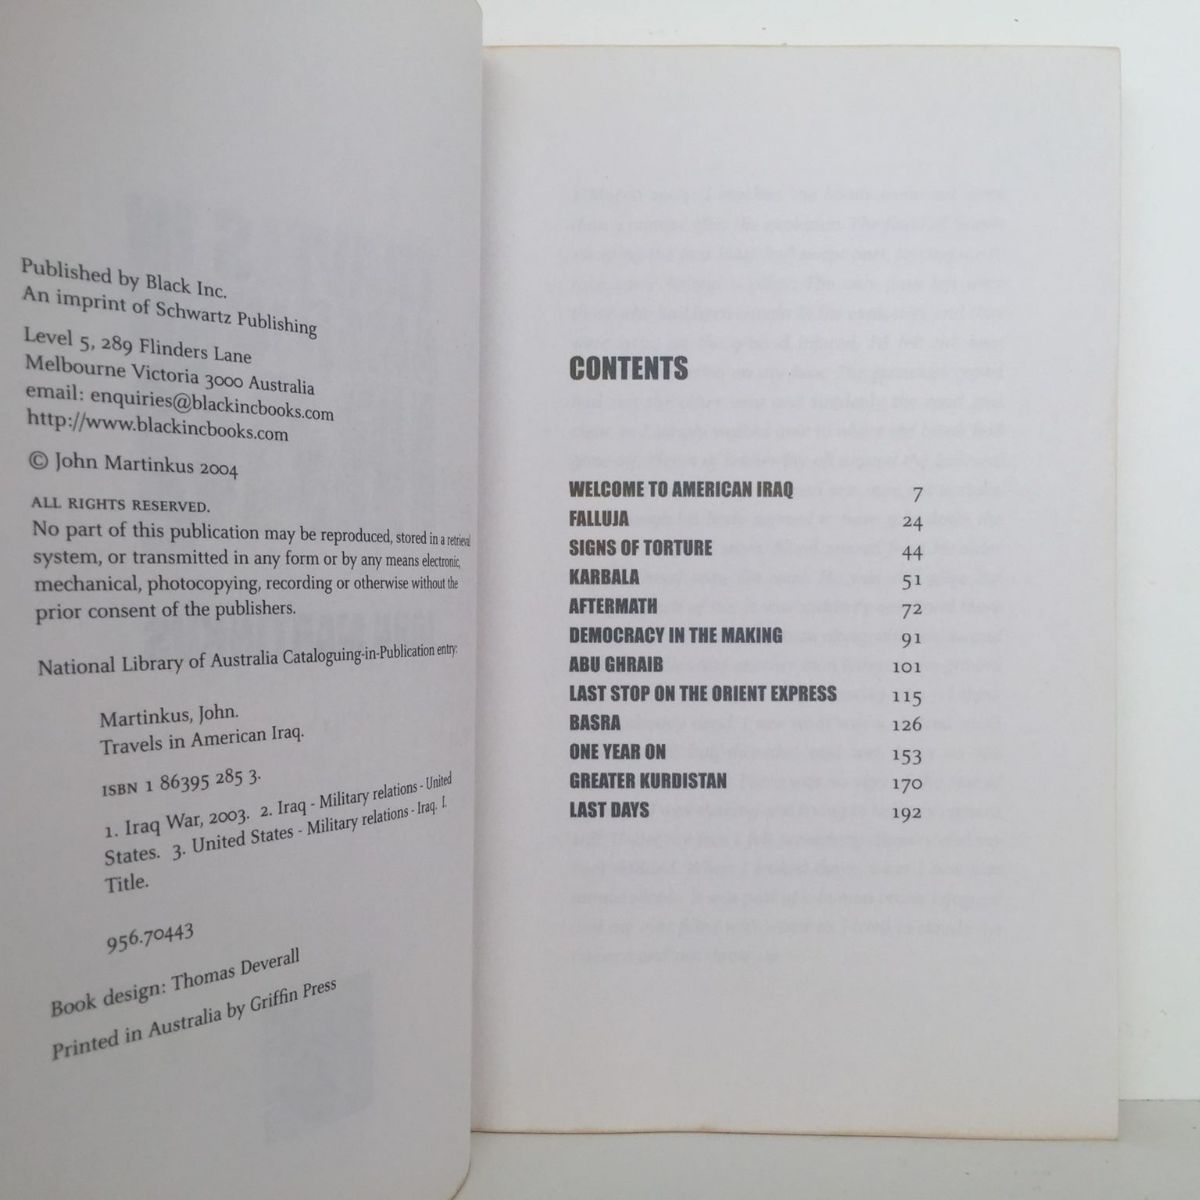 Published by Black Inc.
An imprint of Schwartz Publishing
Level 5, 289 Flinders Lane
Melbourne Victoria 3000 Australia
email: enquiries@blackincbooks.com
http://www.blackincbooks.com
© John Martinkus 2004
ALL RIGHTS RESERVED.
No part of this publication may be reproduced, stored in a retrieval
system, or transmitted in any form or by any means electronic,
mechanical, photocopying, recording or otherwise without the
prior consent of the publishers.
National Library of Australia Cataloguing-in-Publication entry:
Martinkus, John.
Travels in American Iraq.
ISBN 1 86395 285 3.
1. Iraq War, 2003. 2. Iraq - Military relations - United
States. 3. United States - Military relations - Iraq. I.
Title.
956.70443
Book design: Thomas Deverall
Printed in Australia by Griffin Press
CONTENTS
WELCOME TO AMERICAN IRAQ 7
FALLUJA 24
SIGNS OF TORTURE 44
KARBALA 51
AFTERMATH 72
DEMOCRACY IN THE MAKING 91
ABU GHRAIB 101
LAST STOP ON THE ORIENT EXPRESS 115
BASRA 126
ONE YEAR ON 153
GREATER KURDISTAN 170
LAST DAYS 192